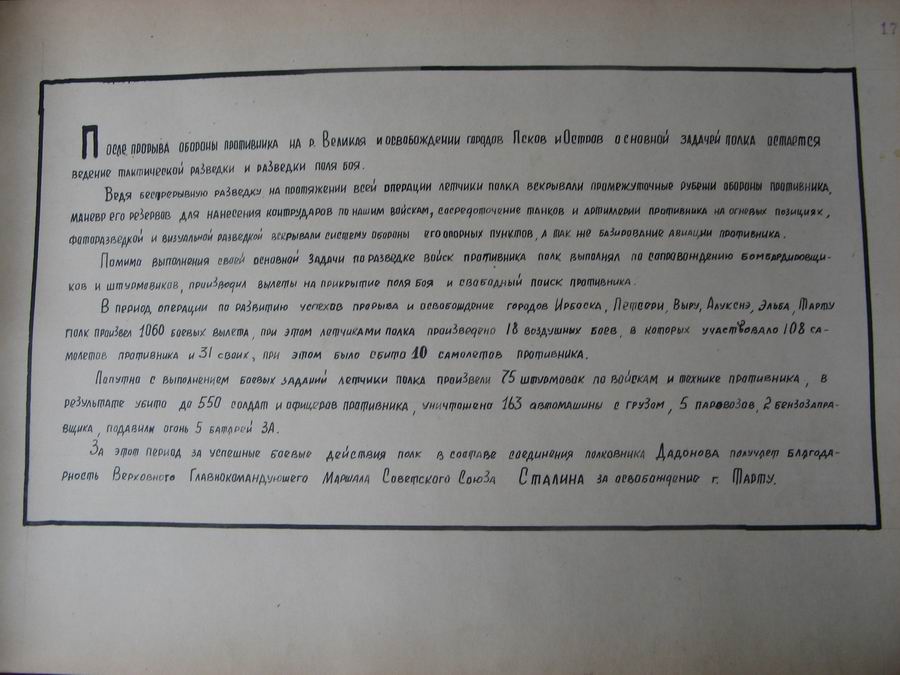 17
После прорыва обороны противника на р. Великая и освобождении городов Псков и Остров основной задачей полка остается
ведение тактической разведки и разведки поля боя.
Ведя беспрерывную разведку на протяжении всей операции летчики полка вскрывали промежуточные рубежи обороны противника,
маневр его резервов для нанесения контрударов по нашим войскам, сосредоточение танков и артиллерии противника на огневых позициях,
фоторазведкой и визуальной разведкой вскрывали систему обороны его опорных пунктов, а так же базирование авиации противника.
Помимо выполнения своей основной задачи по разведке войск противника полк выполнял по сопровождению бомбардировщи-
ков и штурмовиков, производил вылеты на прикрытие поля боя и свободный поиск противника.
В период операции по развитию успехов прорыва и освобождение городов Ирбоска, Петсери, Выру, Алукснэ, Эльва, Тарту
полк произвел 1060 боевых вылета, при этом летчиками полка произведено 18 воздушных боев, в которых участвовало 108 са-
молетов противника и 31 своих, при этом было сбито 10 самолетов противника.
Попутно с выполнением боевых заданий летчики полка произвели 75 штурмовок по войскам и технике противника, в
результате убито до 550 солдат и офицеров противника, уничтожено 163 автомашины с грузом, 5 паровозов, 2 бензозапра-
вщика, подавили огонь 5 батарей ЗА.
За этот период за успешные боевые действия полк в составе соединения полковника Дадонова получает благода-
рность Верховного Главнокомандующего Маршала Советского Союза Сталина за освобождение г. Тарту.